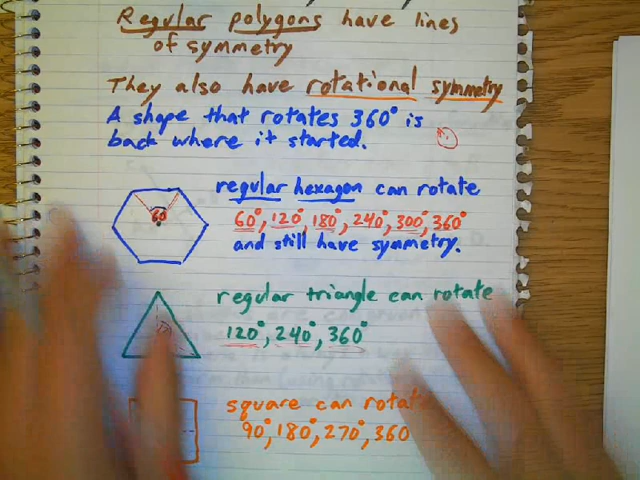 Regular polygons have lines
of symmetry
They also have rotational symmetry
A shape that rotates 360° is
back where it started.
regular hexagon can rotate
60
60°, 120°, 180°, 240°, 300°, 360°
and still have symmetry.
regular triangle can rotate
120°, 240°, 360°
square can rotat
90°, 180°, 270°, 360